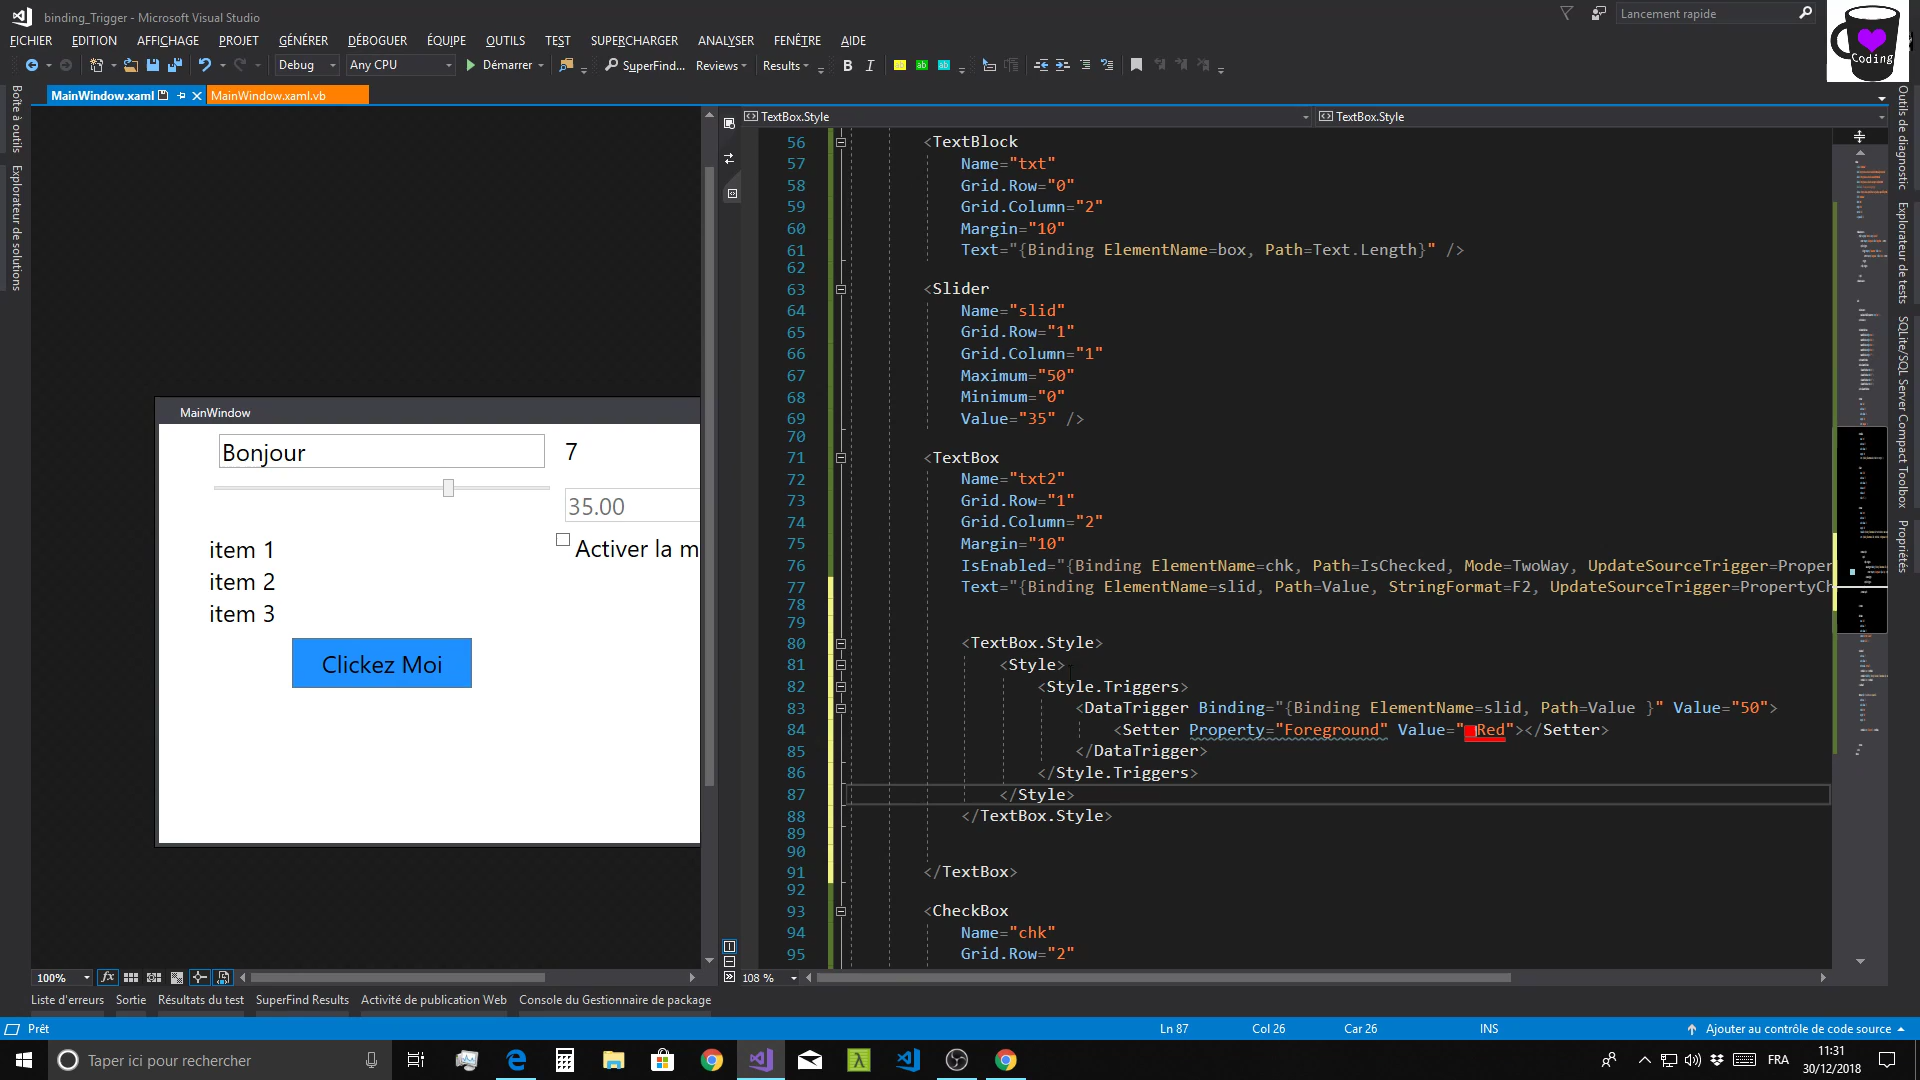 binding_Trigger - Microsoft Visual Studio
Lancement rapide
Coding
FICHIER EDITION AFFICHAGE PROJET GÉNÉRER DÉBOGUER ÉQUIPE OUTILS TEST SUPERCHARGER ANALYSER FENÊTRE AIDE
Debug Any CPU Démarrer SuperFind... Reviews Results B I
MainWindow.xaml MainWindow.xaml.vb
TextBox.Style TextBox.Style
Boîte à outils
Explorateur de solutions
MainWindow
Bonjour 7
35.00
Activer la m
item 1
item 2
item 3
Clickez Moi
56 <TextBlock
57 Name="txt"
58 Grid.Row="0"
59 Grid.Column="2"
60 Margin="10"
61 Text="{Binding ElementName=box, Path=Text.Length}" />
62
63 <Slider
64 Name="slid"
65 Grid.Row="1"
66 Grid.Column="1"
67 Maximum="50"
68 Minimum="0"
69 Value="35" />
70
71 <TextBox
72 Name="txt2"
73 Grid.Row="1"
74 Grid.Column="2"
75 Margin="10"
76 IsEnabled="{Binding ElementName=chk, Path=IsChecked, Mode=TwoWay, UpdateSourceTrigger=Proper
77 Text="{Binding ElementName=slid, Path=Value, StringFormat=F2, UpdateSourceTrigger=PropertyCh
78
79
80 <TextBox.Style>
81 <Style>
82 <Style.Triggers>
83 <DataTrigger Binding="{Binding ElementName=slid, Path=Value }" Value="50">
84 <Setter Property="Foreground" Value="Red"></Setter>
85 </DataTrigger>
86 </Style.Triggers>
87 </Style>
88 </TextBox.Style>
89
90
91 </TextBox>
92
93 <CheckBox
94 Name="chk"
95 Grid.Row="2"
Outils de diagnostic
Explorateur de tests
SQLite/SQL Server Compact Toolbox
Propriétés
100% fx 108 %
Liste d'erreurs Sortie Résultats du test SuperFind Results Activité de publication Web Console du Gestionnaire de package
Prêt Ln 87 Col 26 Car 26 INS Ajouter au contrôle de code source
Taper ici pour rechercher
FRA
11:31
30/12/2018